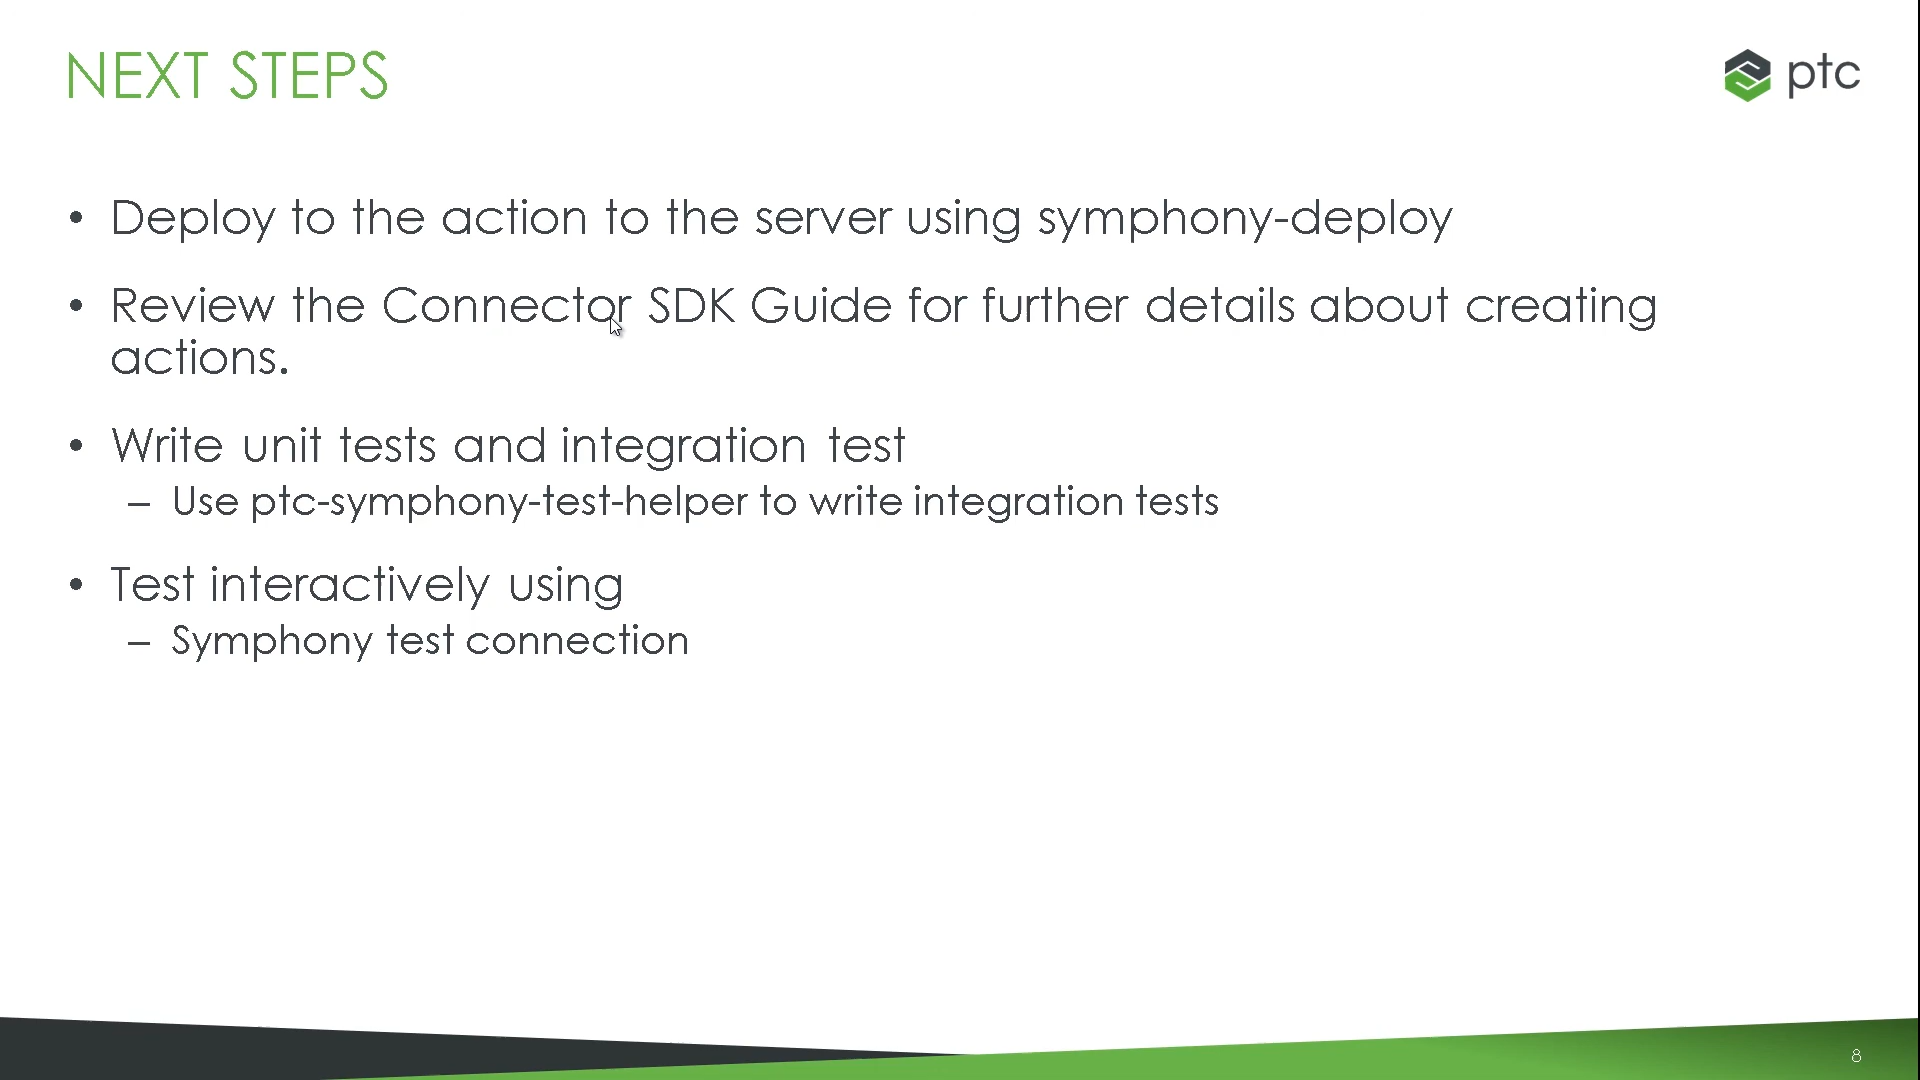 NEXT STEPS
ptc
• Deploy to the action to the server using symphony-deploy
• Review the Connector SDK Guide for further details about creating
actions.
• Write unit tests and integration test
– Use ptc-symphony-test-helper to write integration tests
• Test interactively using
– Symphony test connection
8